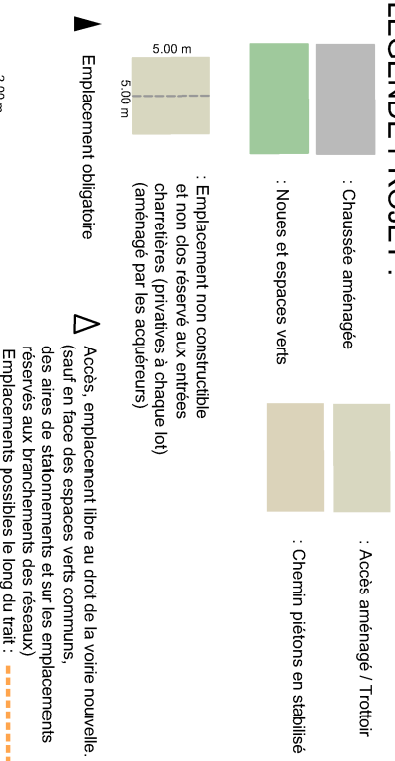 LÉGENDE PROJET :
: Chaussée aménagée
: Accès aménagé / Trottoir
: Noues et espaces verts
: Chemin piétons en stabilisé
5.00 m
5.00 m
: Emplacement non constructible
et non clos réservé aux entrées
charretières (privatives à chaque lot)
(aménagé par les acquéreurs)
Emplacement obligatoire
Accès, emplacement libre au droit de la voirie nouvelle.
(sauf en face des espaces verts communs,
des aires de stationnements et sur les emplacements
réservés aux branchements des réseaux)
Emplacements possibles le long du trait :